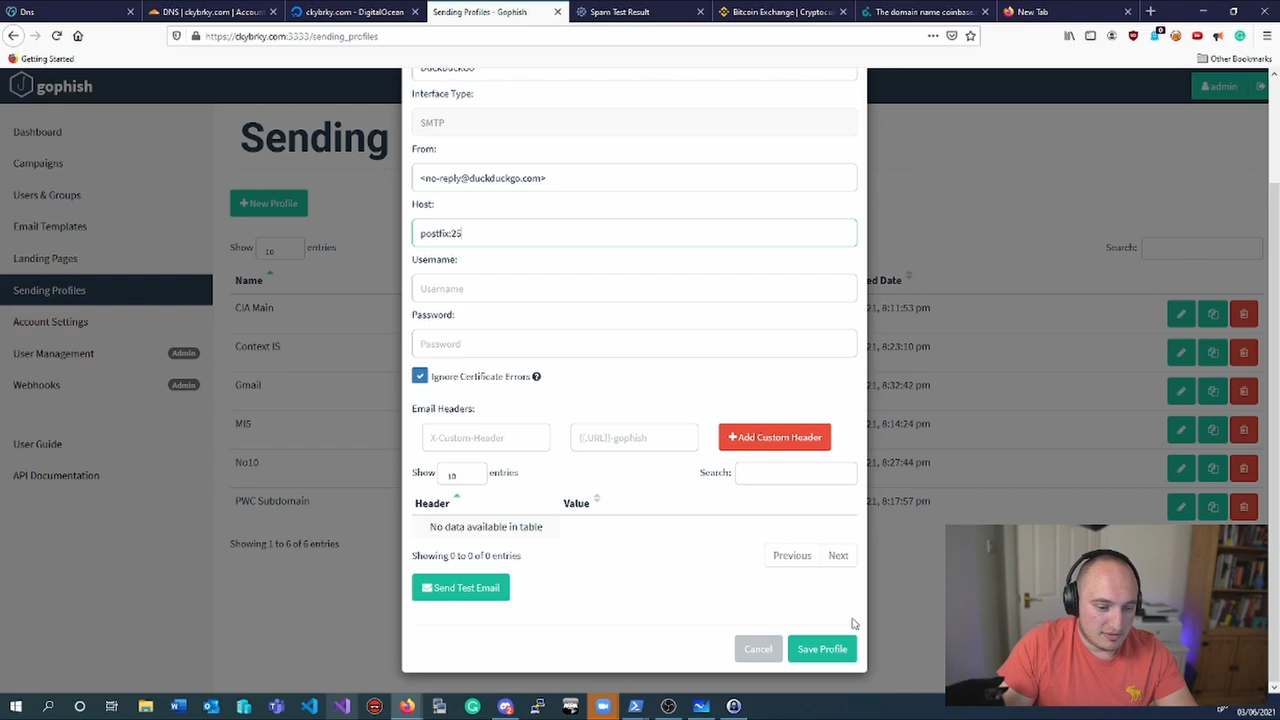 Dns
DNS | ckybrky.com | Account
ckybrky.com - DigitalOcean
Sending Profiles - Gophish
Spam Test Result
Bitcoin Exchange | Cryptocu
The domain name coinbase.
New Tab
https://ckybrky.com:3333/sending_profiles
Getting Started
Other Bookmarks
gophish
admin
Dashboard
Campaigns
Users & Groups
Email Templates
Landing Pages
Sending Profiles
Account Settings
User Management Admin
Webhooks Admin
User Guide
API Documentation
Sending
New Profile
Show 10 entries
Search:
Name
ed Date
CIA Main
21, 8:11:53 pm
Context IS
21, 8:23:10 pm
Gmail
21, 8:32:42 pm
MI5
21, 8:14:24 pm
No10
21, 8:27:44 pm
PWC Subdomain
21, 8:17:57 pm
Showing 1 to 6 of 6 entries
DuckDuckGo
Interface Type:
SMTP
From:
<no-reply@duckduckgo.com>
Host:
postfix:25
Username:
Username
Password:
Password
Ignore Certificate Errors
Email Headers:
X-Custom-Header
{{.URL}}-gophish
Add Custom Header
Show 10 entries
Search:
Header
Value
No data available in table
Showing 0 to 0 of 0 entries
Previous
Next
Send Test Email
Cancel
Save Profile
03/06/2021